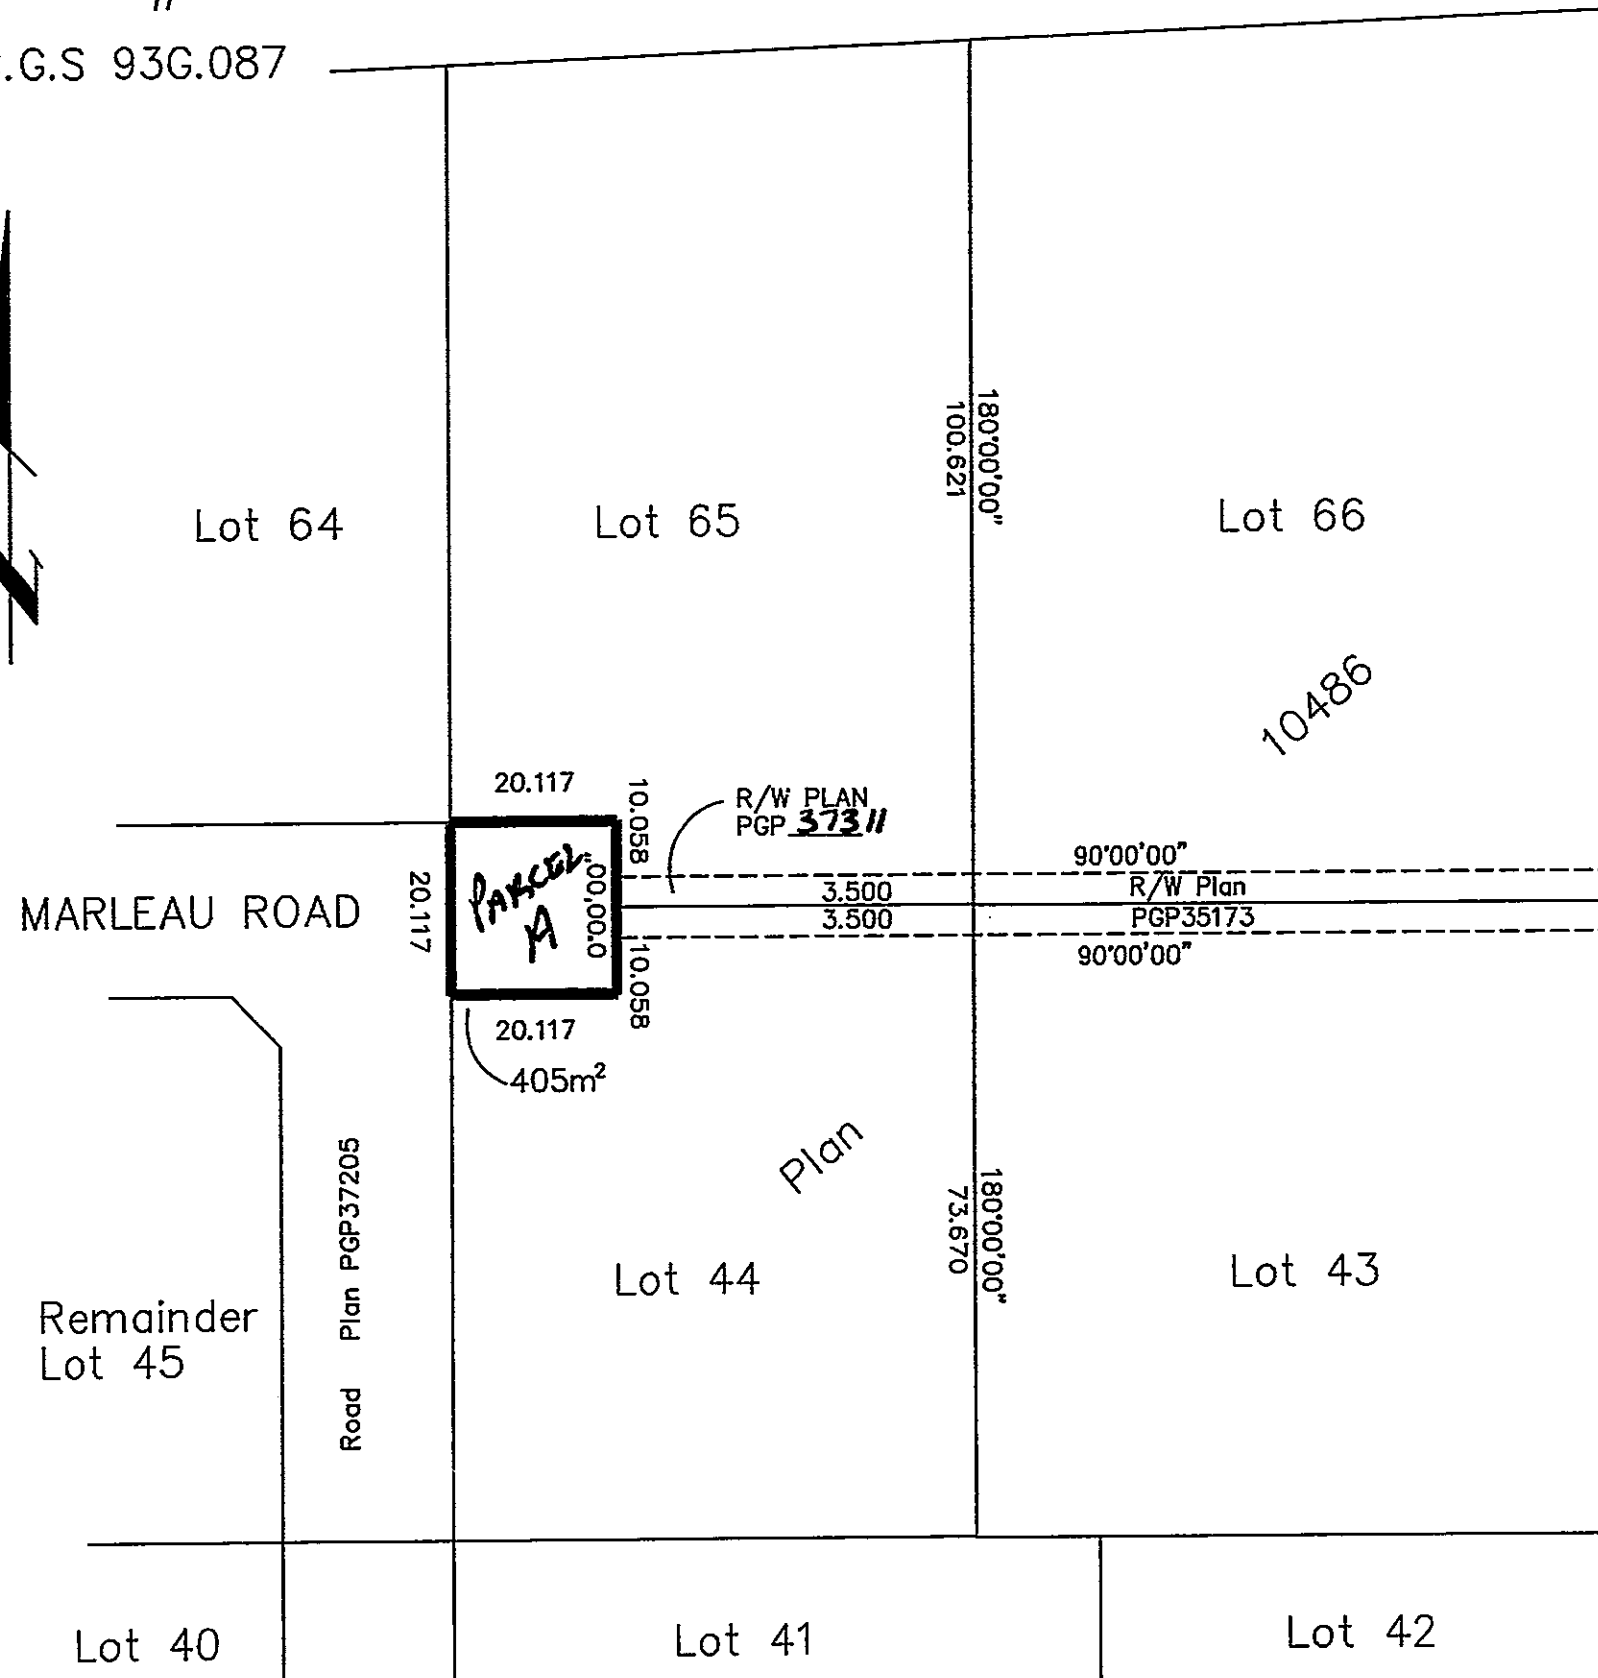 .G.S 93G.087
180°00'00"
100.621
Lot 64
Lot 65
Lot 66
10486
20.117
10.058
R/W PLAN
PGP 37311
90°00'00"
3.500
R/W Plan
MARLEAU ROAD
20.117
PARCEL
A
0°00'00"
3.500
PGP35173
90°00'00"
10.058
20.117
405m²
Plan
180°00'00"
73.670
Road Plan PGP37205
Lot 44
Lot 43
Remainder
Lot 45
Lot 40
Lot 41
Lot 42